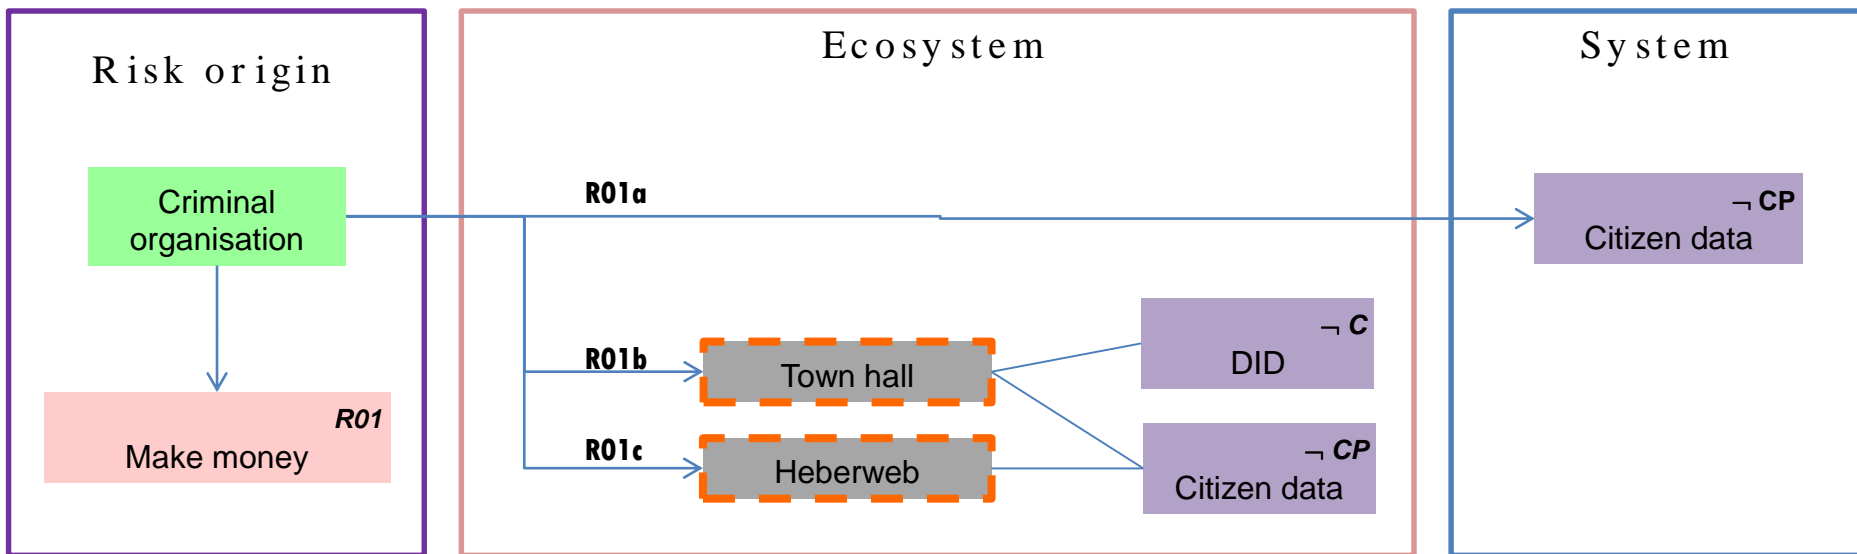 Risk origin
Ecosystem
System
Criminal
organisation
R01
Make money
R01a
R01b
R01c
Town hall
Heberweb
¬ C
DID
¬ CP
Citizen data
¬ CP
Citizen data